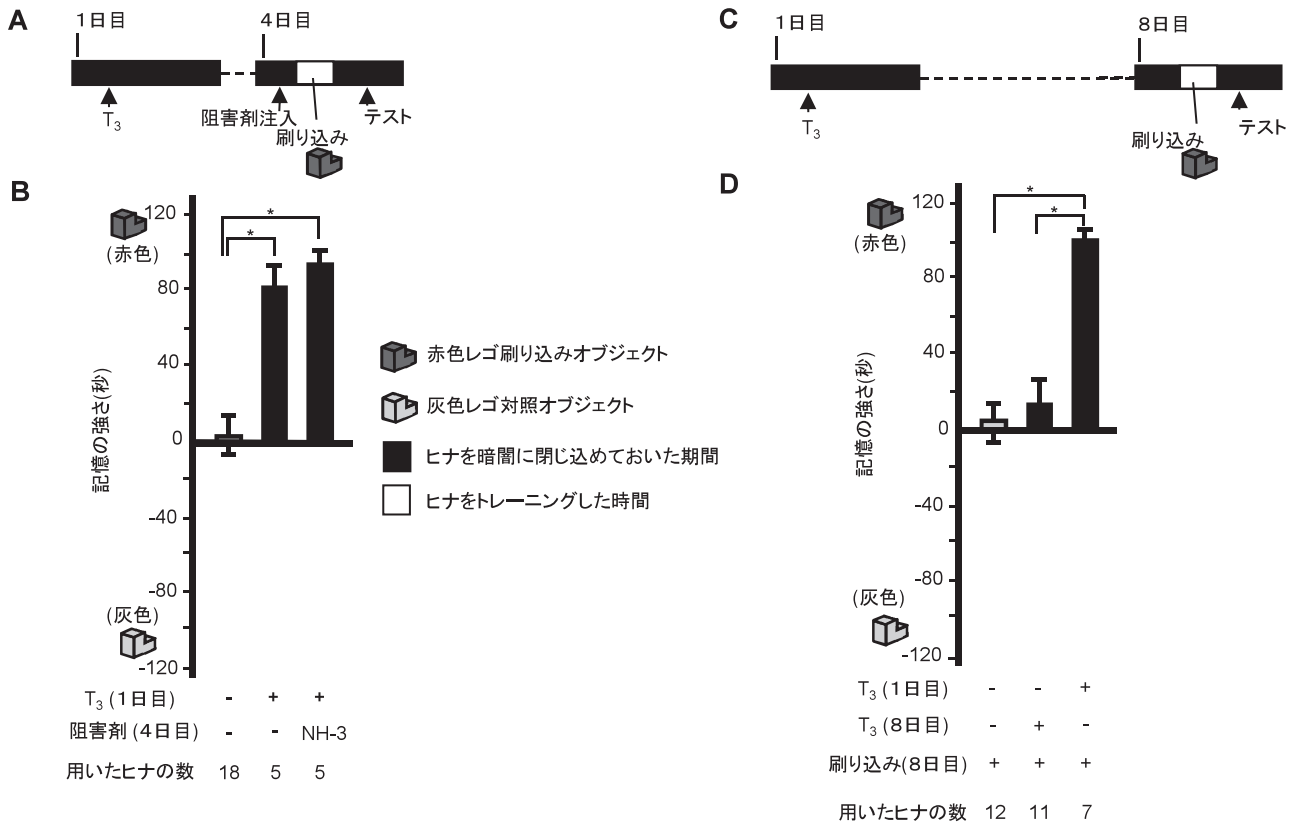 A
1日目
4日目
T3
阻害剤注入
刷り込み
テスト
B
120
(赤色)
80
40
0
-40
-80
(灰色)
-120
記憶の強さ(秒)
*
*
赤色レゴ刷り込みオブジェクト
灰色レゴ対照オブジェクト
ヒナを暗闇に閉じ込めておいた期間
ヒナをトレーニングした時間
T3 (1日目) - + +
阻害剤 (4日目) - - NH-3
用いたヒナの数 18 5 5
C
1日目
8日目
T3
刷り込み
テスト
D
120
(赤色)
80
40
0
-40
-80
(灰色)
-120
記憶の強さ(秒)
*
*
T3 (1日目) - - +
T3 (8日目) - + -
刷り込み(8日目) + + +
用いたヒナの数 12 11 7